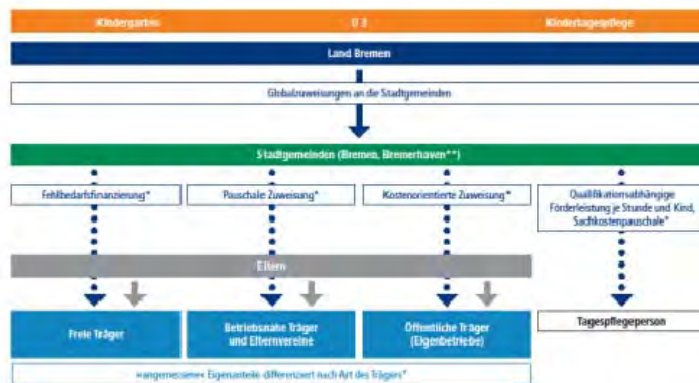 Kindergarten U 3 Kindertagespflege
Land Bremen
Globalzuweisungen an die Stadtgemeinden
Stadtgemeinden (Bremen, Bremerhaven**)
Fehlbedarfsfinanzierung* Pauschale Zuweisung* Kostenorientierte Zuweisung* Qualifikationsabhängige
Förderleistung je Stunde und Kind,
Sachkostenpauschale*
Eltern
Freie Träger Betriebsnahe Träger Öffentliche Träger Tagespflegeperson
und Elternvereine (Eigenbetriebe)
»angemessene« Eigenanteile differenziert nach Art des Trägers*